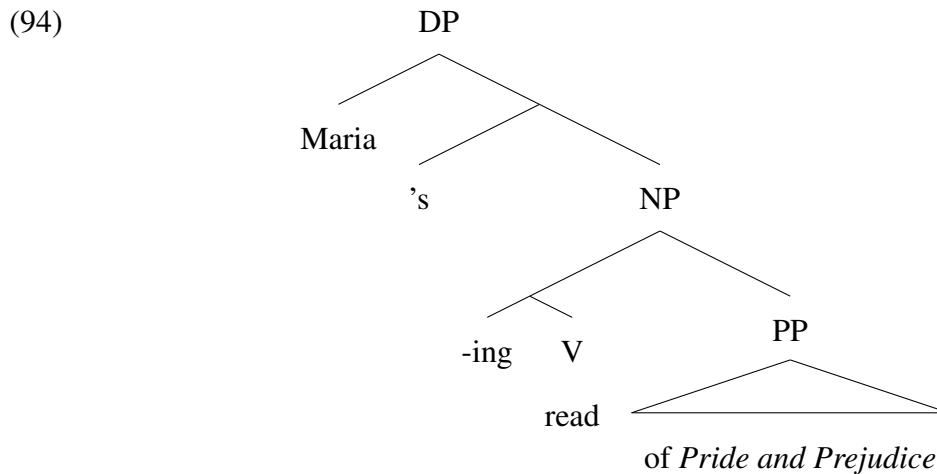 (94) DP
Maria
’s NP
-ing V PP
read
of Pride and Prejudice